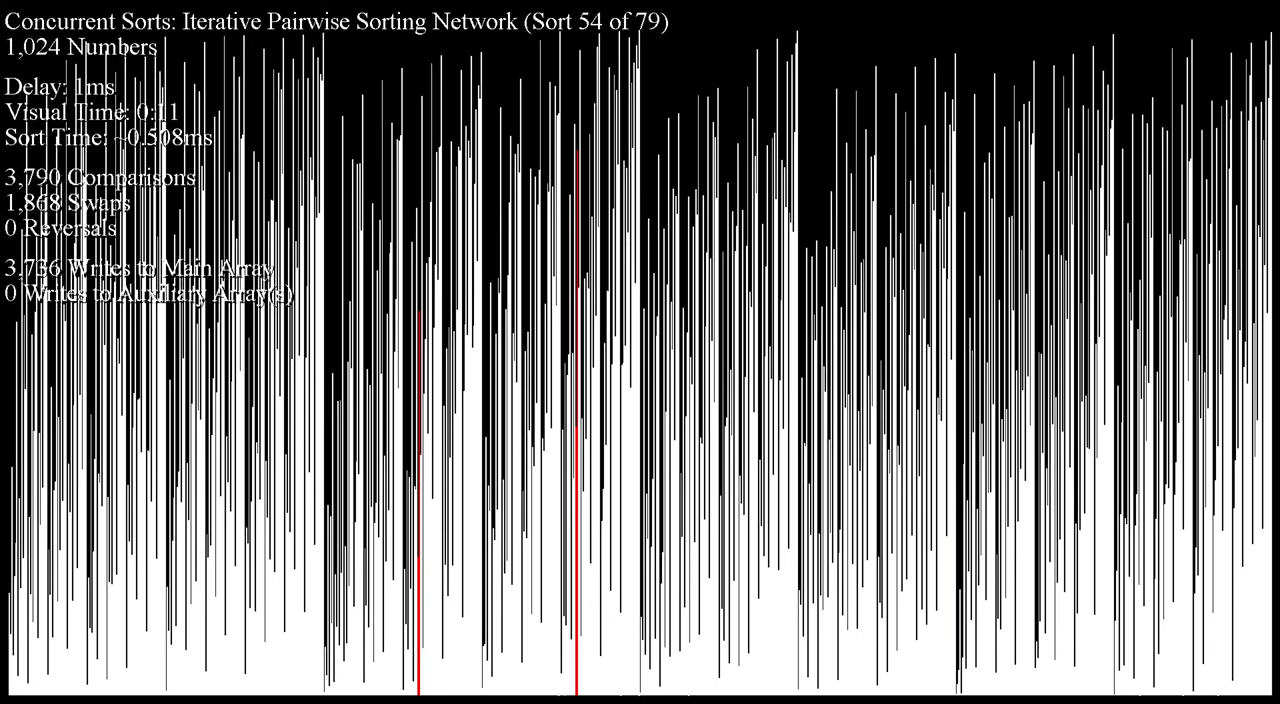 Concurrent Sorts: Iterative Pairwise Sorting Network (Sort 54 of 79)
1,024 Numbers
Delay: 1ms
Visual Time: 0:11
Sort Time: ~0.508ms
3,790 Comparisons
1,868 Swaps
0 Reversals
3,736 Writes to Main Array
0 Writes to Auxiliary Array(s)